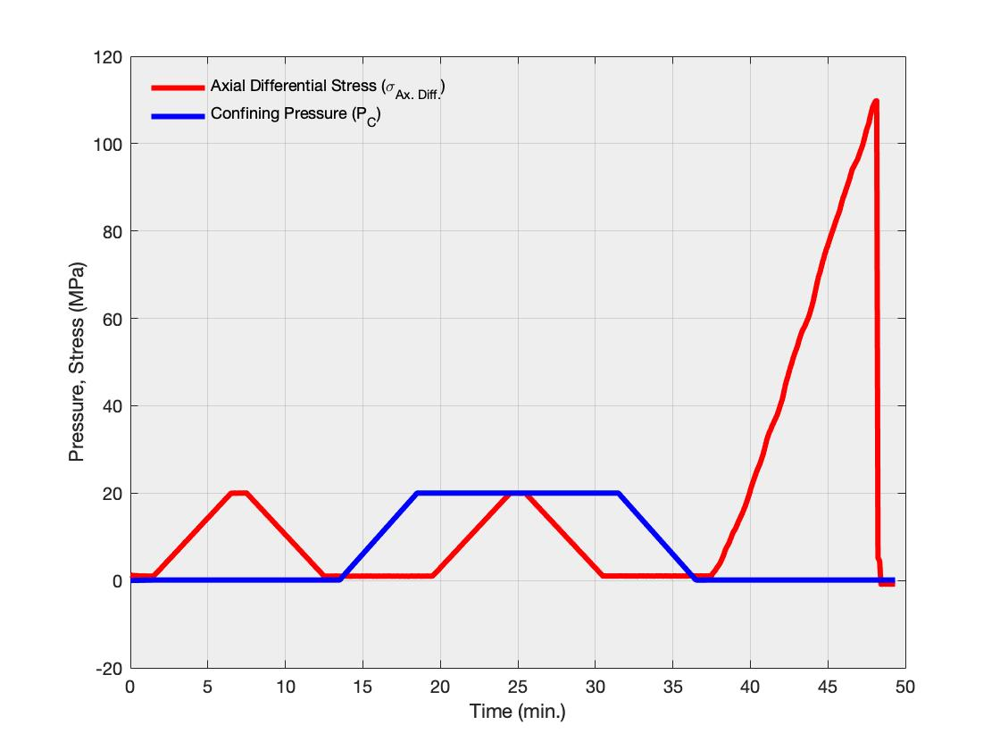 120
100
80
60
40
20
0
-20
Pressure, Stress (MPa)
Axial Differential Stress (σAx. Diff.)
Confining Pressure (PC)
0 5 10 15 20 25 30 35 40 45 50
Time (min.)